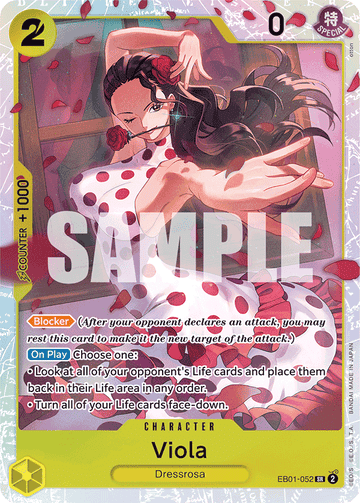 2
0
特
SPECIAL
otton
COUNTER +1000
SAMPLE
Blocker (After your opponent declares an attack, you may
rest this card to make it the new target of the attack.)
On Play Choose one:
• Look at all of your opponent's Life cards and place them
back in their Life area in any order.
• Turn all of your Life cards face-down.
CHARACTER
Viola
Dressrosa
EB01-052 SR 2
BANDAI MADE IN JAPAN